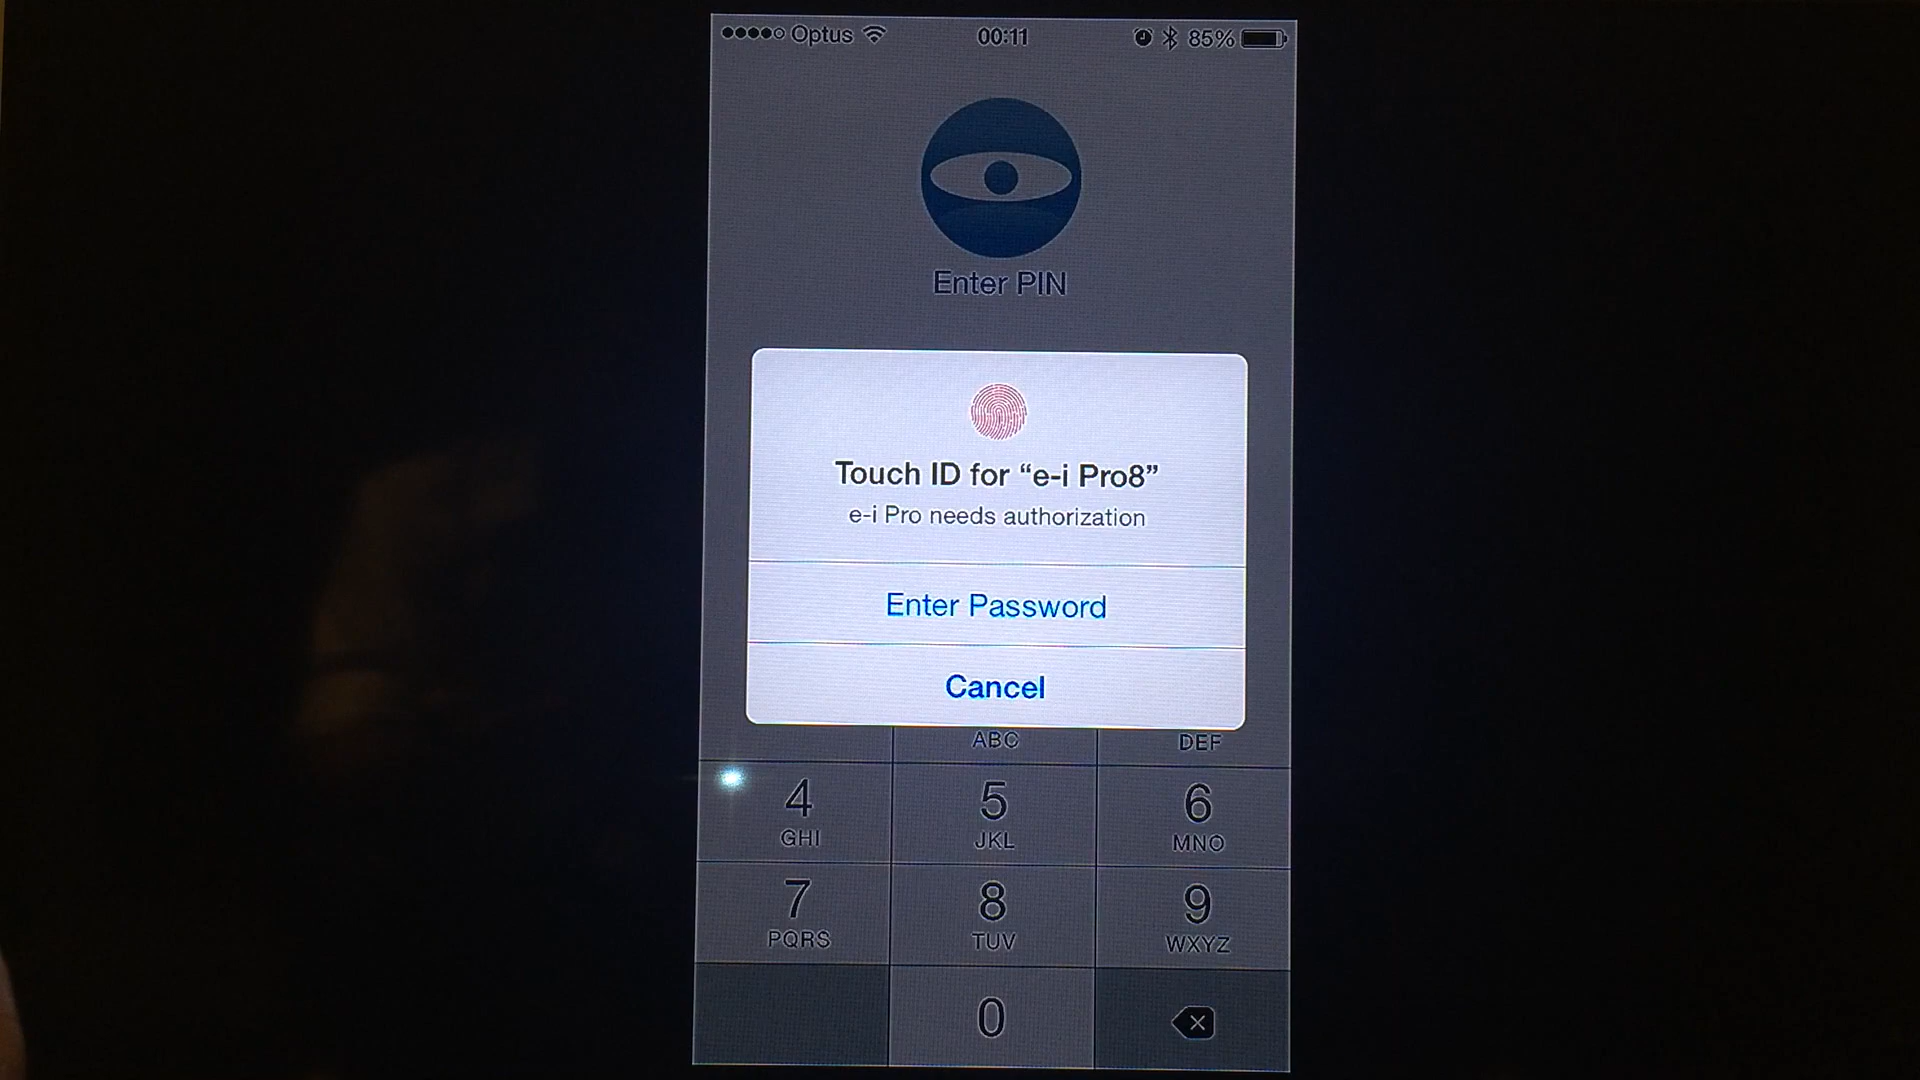 Optus 00:11 85%
Enter PIN
Touch ID for “e-i Pro8”
e-i Pro needs authorization
Enter Password
Cancel
ABC DEF
4 5 6
GHI JKL MNO
7 8 9
PQRS TUV WXYZ
0